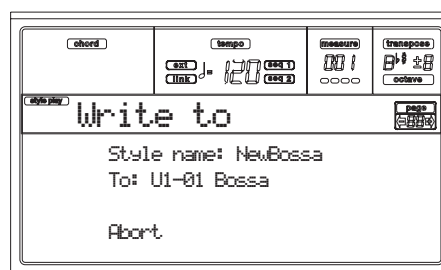 chord tempo measure transpose
ext seq 1
link seq 2
♩= 120
001
octave
style play
Write to
page
Style name: NewBossa
To: U1-01 Bossa
Abort